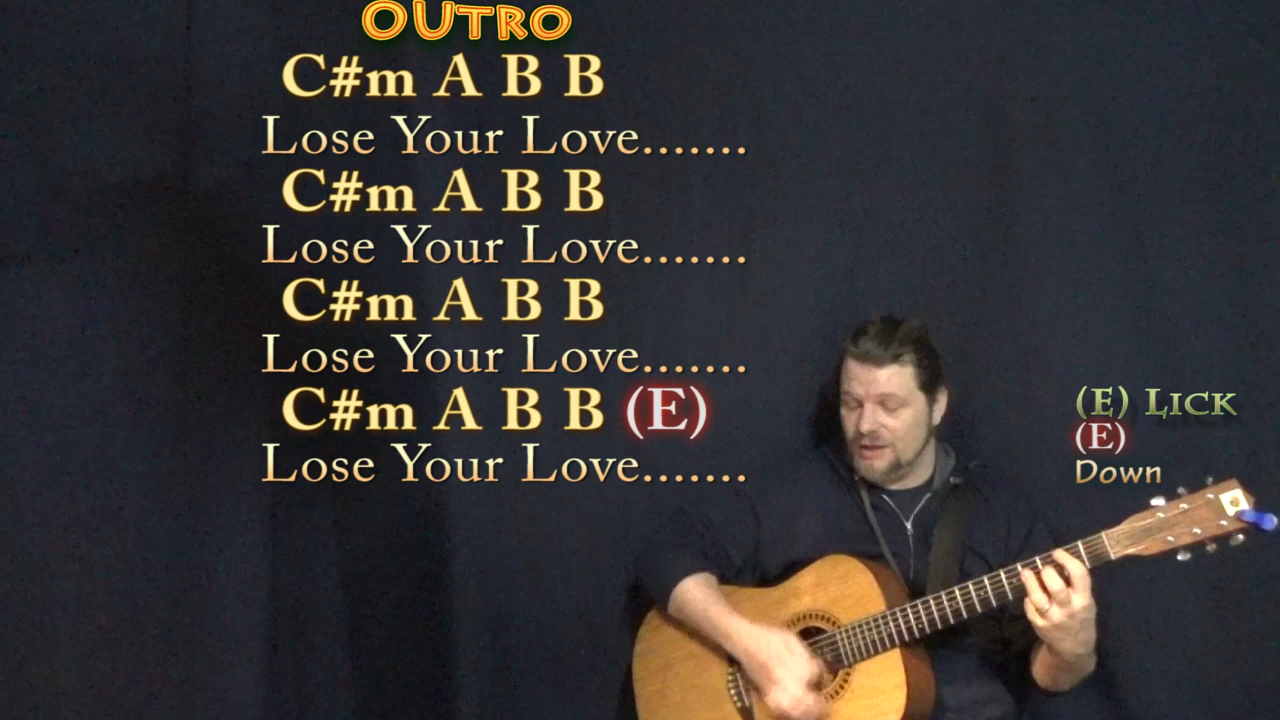 OUTRO
C#m A B B
Lose Your Love.......
C#m A B B
Lose Your Love.......
C#m A B B
Lose Your Love.......
C#m A B B (E)
Lose Your Love.......
(E) LICK
(E)
Down